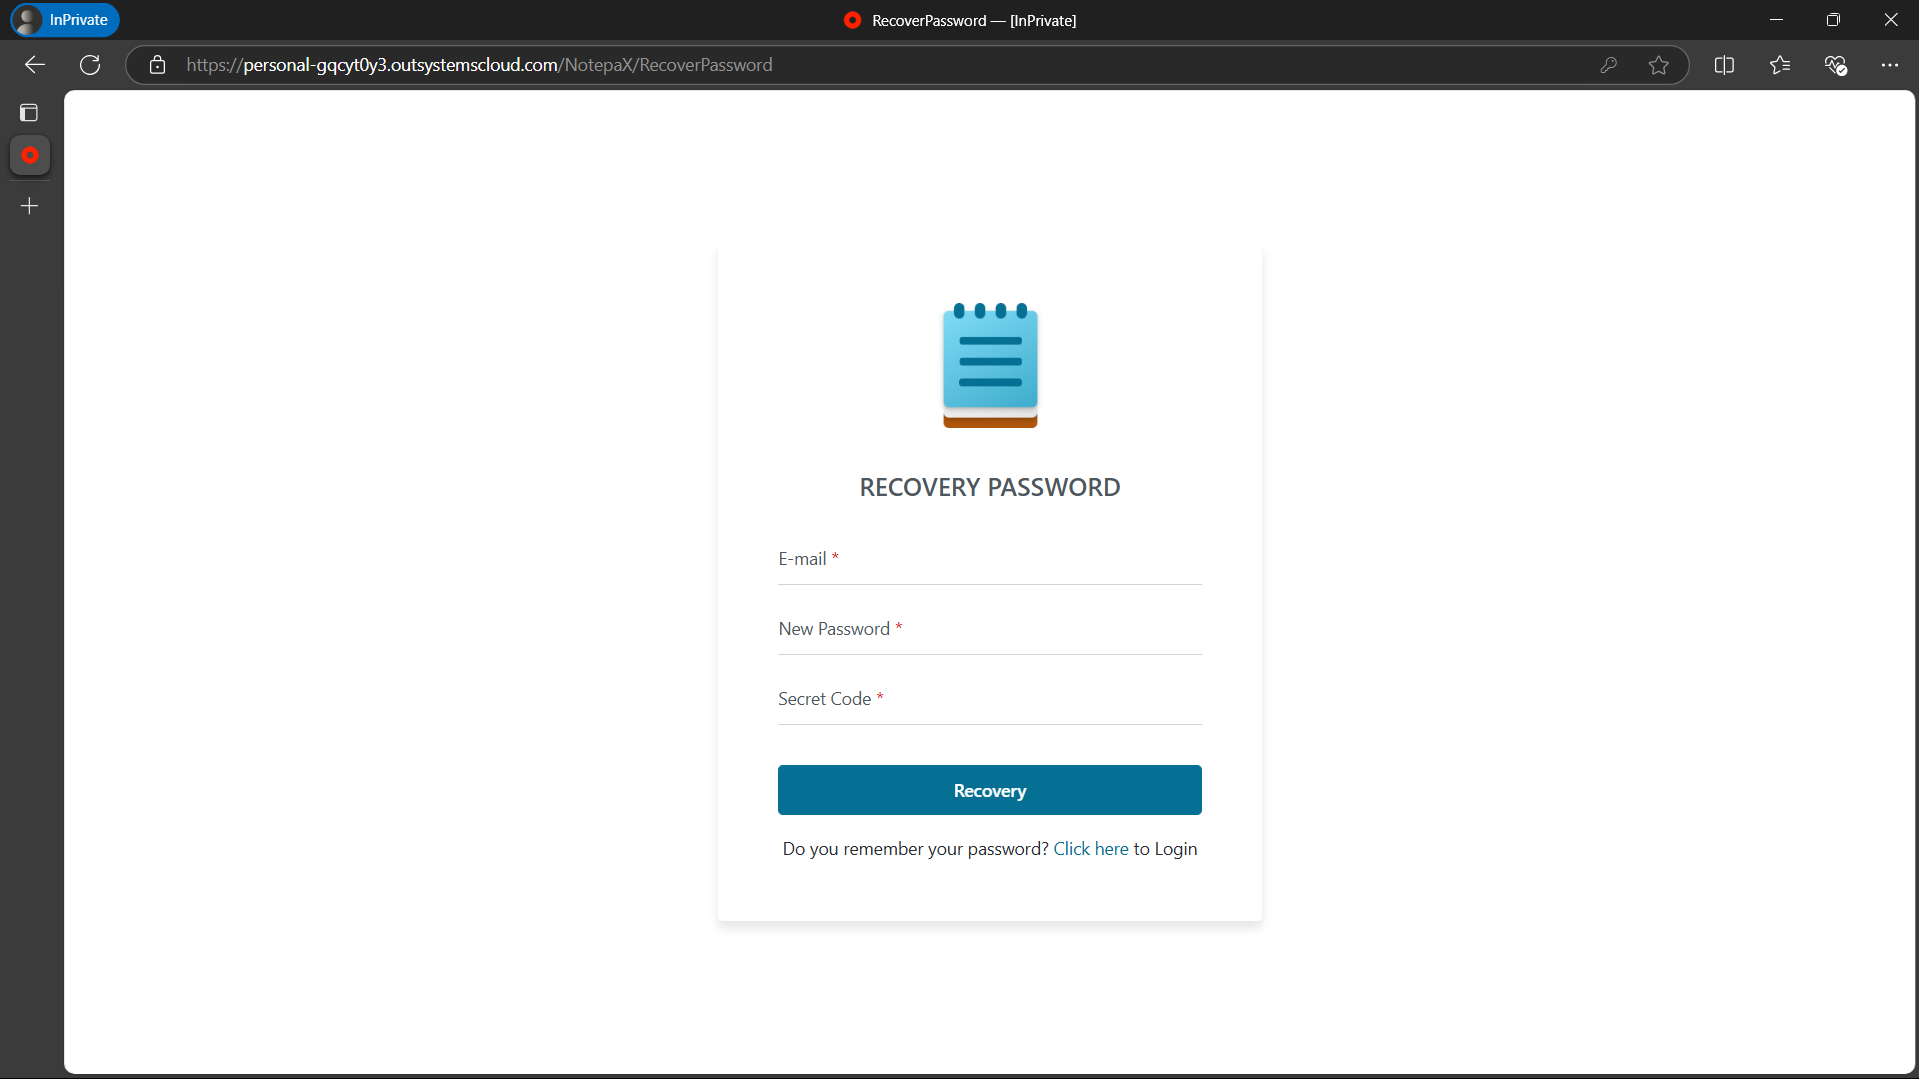 InPrivate
RecoverPassword — [InPrivate]
https://personal-gqcyt0y3.outsystemscloud.com/NotepaX/RecoverPassword
RECOVERY PASSWORD
E-mail *
New Password *
Secret Code *
Recovery
Do you remember your password? Click here to Login